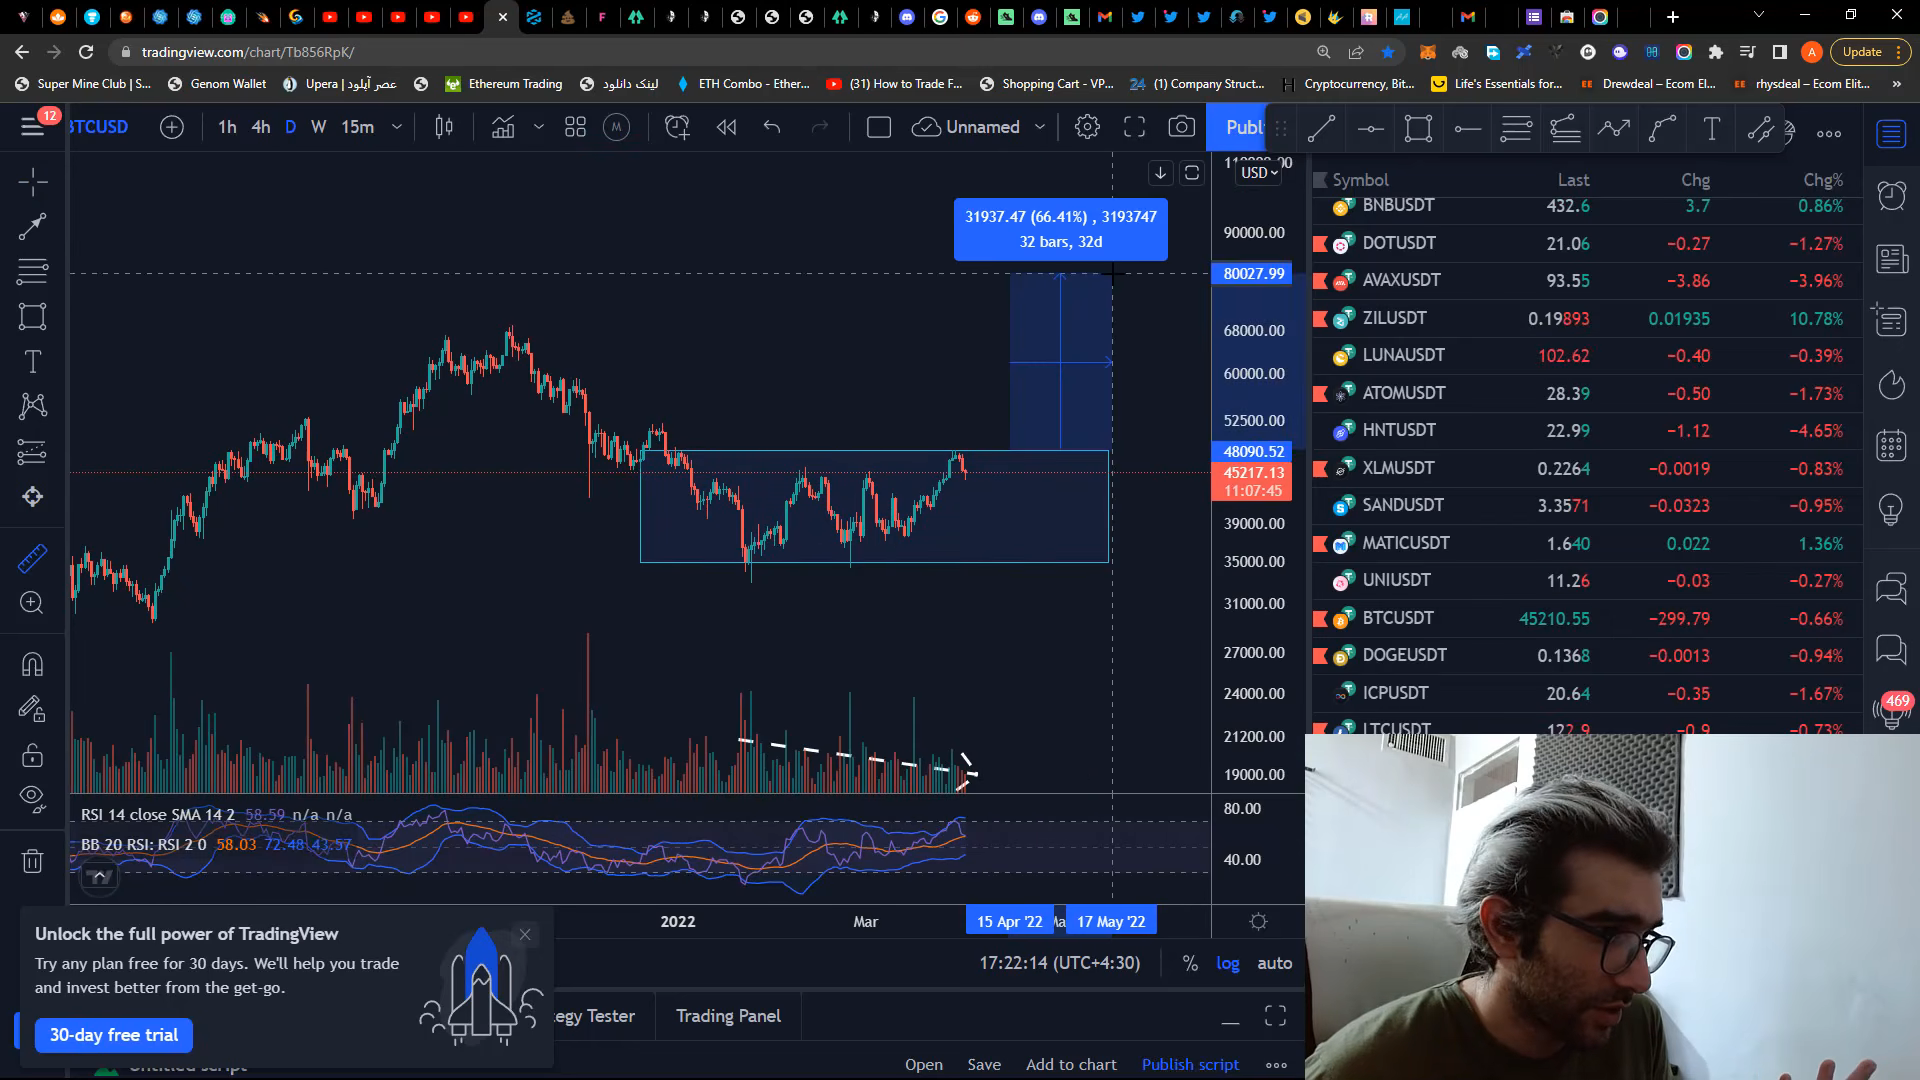 tradingview.com/chart/Tb856RpK/
A
Update
Super Mine Club | S...
Genom Wallet
Upera | عصر آپلود
Ethereum Trading
لینک دانلود
ETH Combo - Ether...
(31) How to Trade F...
Shopping Cart - VP...
24
(1) Company Struct...
Cryptocurrency, Bit...
Life's Essentials for...
EE
Drewdeal – Ecom El...
EE
rhysdeal – Ecom Elit...
12
BTCUSD
1h
4h
D
W
15m
M
Unnamed
Publ
USD
90000.00
80027.99
68000.00
60000.00
52500.00
48090.52
45217.13
11:07:45
39000.00
35000.00
31000.00
27000.00
24000.00
21200.00
19000.00
80.00
40.00
31937.47 (66.41%) , 3193747
32 bars, 32d
RSI 14 close SMA 14 2 58.59 n/a n/a
BB 20 RSI: RSI 2 0 58.03 72.48 43.57
2022
Mar
15 Apr '22
Ma
17 May '22
17:22:14 (UTC+4:30)
%
log
auto
Symbol Last Chg Chg%
BNBUSDT 432.6 3.7 0.86%
DOTUSDT 21.06 −0.27 −1.27%
AVAXUSDT 93.55 −3.86 −3.96%
ZILUSDT 0.19893 0.01935 10.78%
LUNAUSDT 102.62 −0.40 −0.39%
ATOMUSDT 28.39 −0.50 −1.73%
HNTUSDT 22.99 −1.12 −4.65%
XLMUSDT 0.2264 −0.0019 −0.83%
SANDUSDT 3.3571 −0.0323 −0.95%
MATICUSDT 1.640 0.022 1.36%
UNIUSDT 11.26 −0.03 −0.27%
BTCUSDT 45210.55 −299.79 −0.66%
DOGEUSDT 0.1368 −0.0013 −0.94%
ICPUSDT 20.64 −0.35 −1.67%
LTCUSDT 122.9 −0.9 −0.73%
469
Unlock the full power of TradingView
Try any plan free for 30 days. We'll help you trade
and invest better from the get-go.
30-day free trial
egy Tester
Trading Panel
Open
Save
Add to chart
Publish script